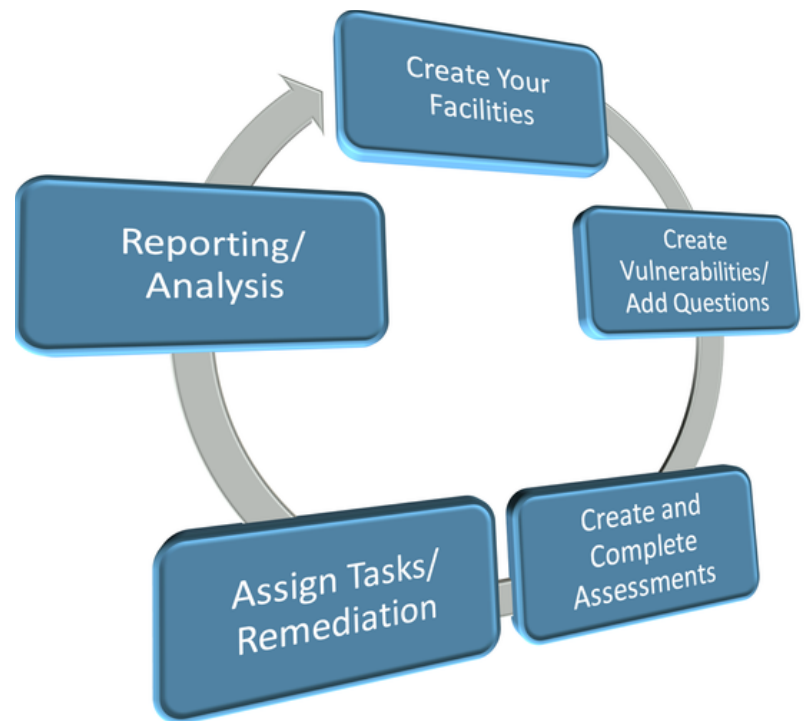 Create Your
Facilities
Create
Vulnerabilities/
Add Questions
Create and
Complete
Assessments
Assign Tasks/
Remediation
Reporting/
Analysis